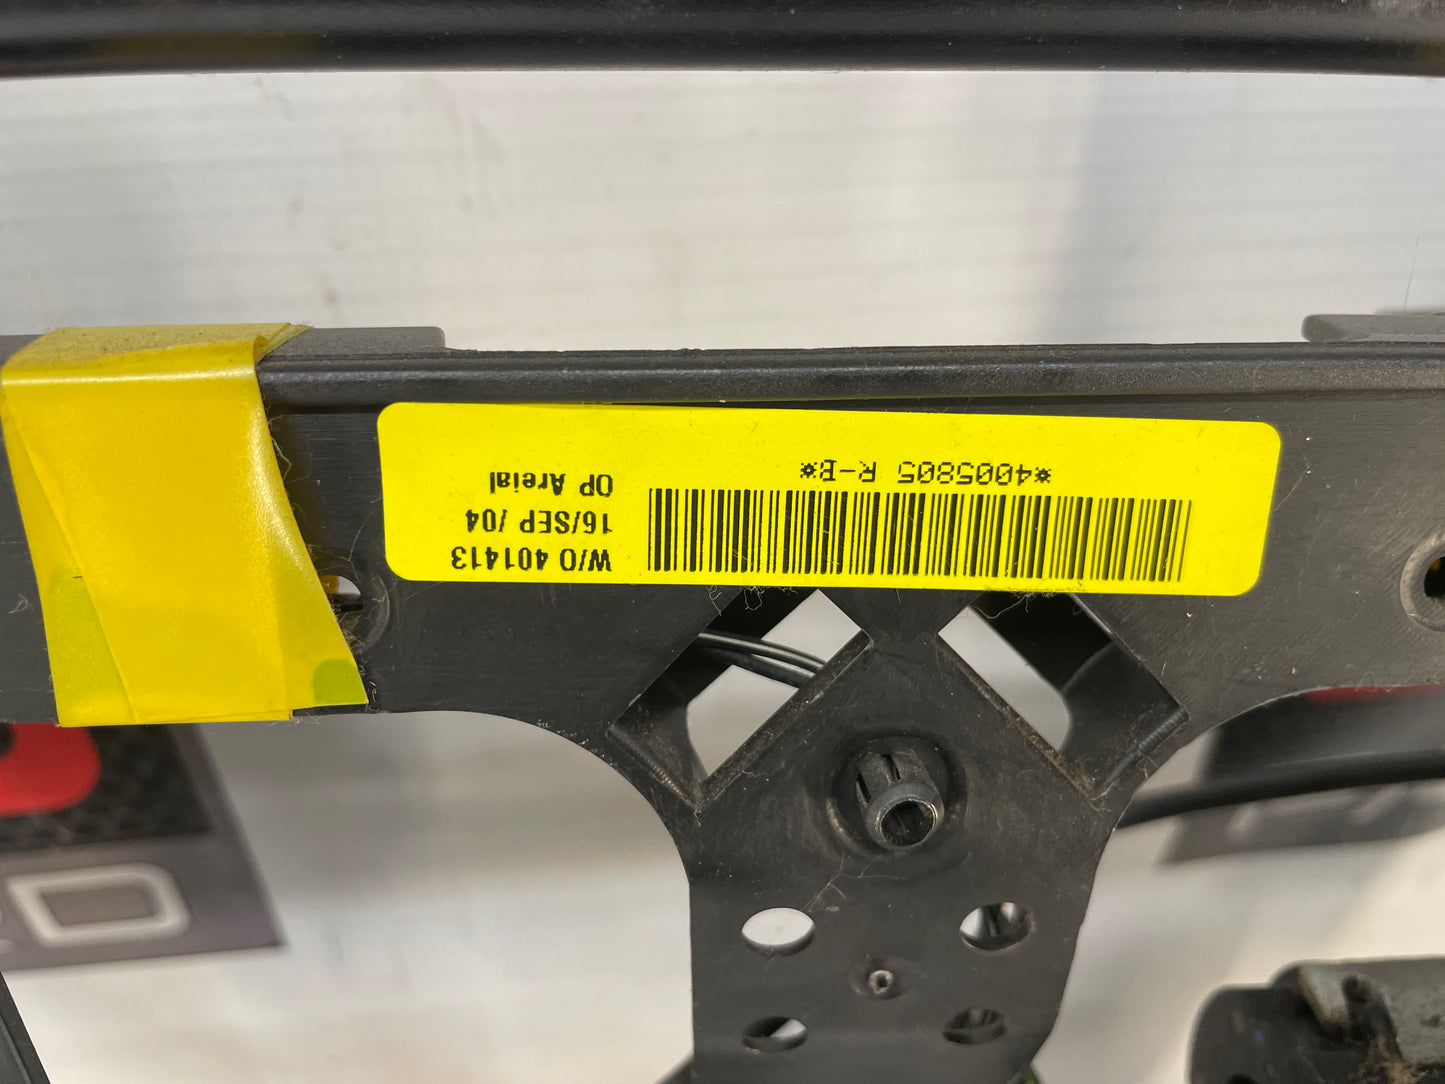 W/O 401413
16/SEP /04
OP Areial
*4005805 R-B*
D